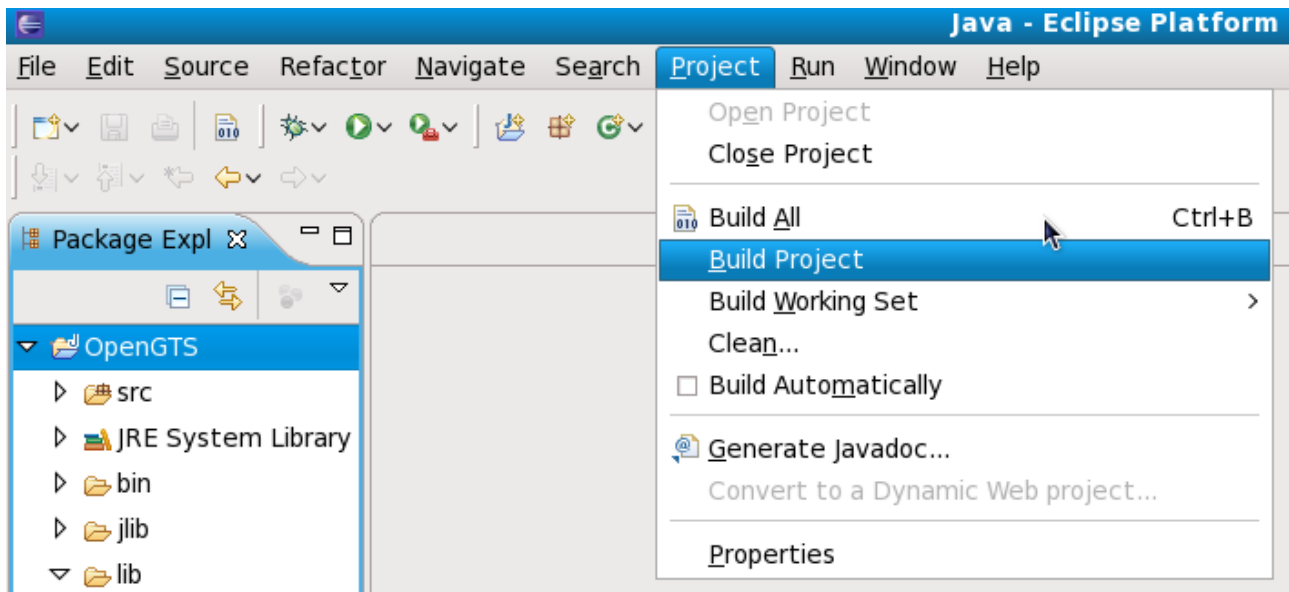 Java - Eclipse Platform
File Edit Source Refactor Navigate Search Project Run Window Help
Open Project
Close Project
Build All Ctrl+B
Build Project
Build Working Set
Clean...
Build Automatically
Generate Javadoc...
Convert to a Dynamic Web project...
Properties
Package Expl
OpenGTS
src
JRE System Library
bin
jlib
lib